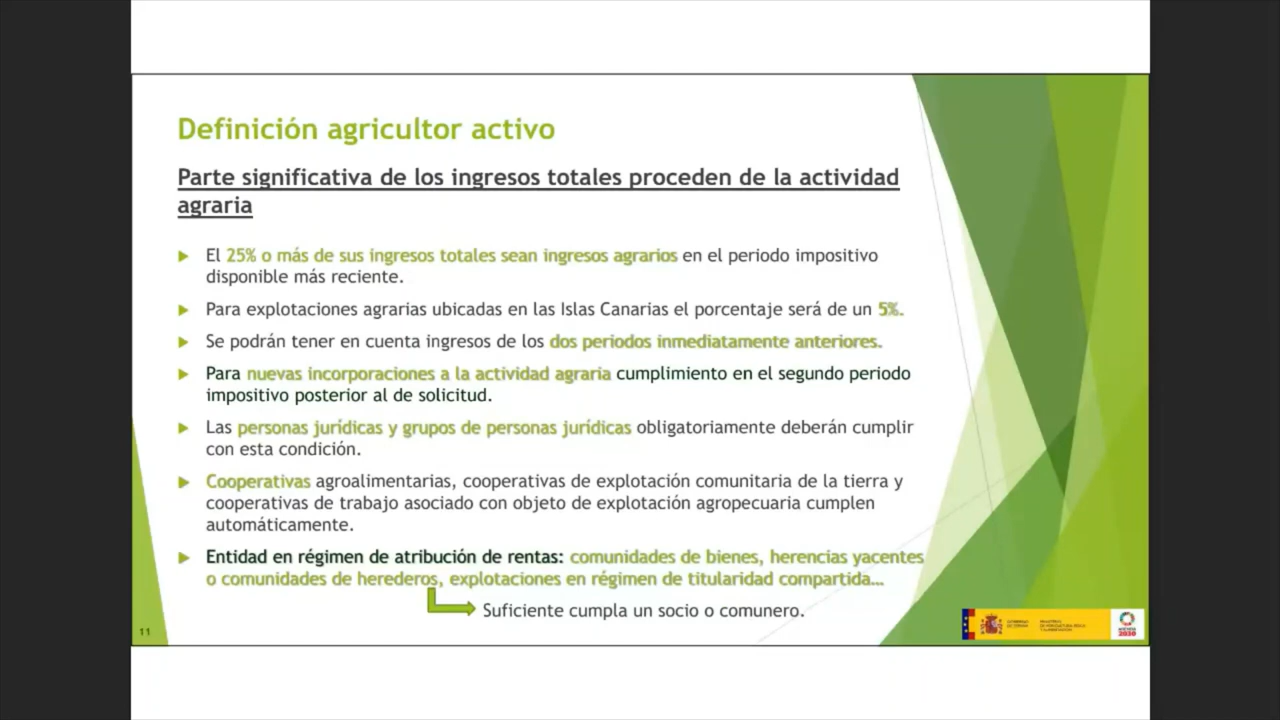 Definición agricultor activo
Parte significativa de los ingresos totales proceden de la actividad
agraria
El 25% o más de sus ingresos totales sean ingresos agrarios en el periodo impositivo
disponible más reciente.
Para explotaciones agrarias ubicadas en las Islas Canarias el porcentaje será de un 5%.
Se podrán tener en cuenta ingresos de los dos periodos inmediatamente anteriores.
Para nuevas incorporaciones a la actividad agraria cumplimiento en el segundo periodo
impositivo posterior al de solicitud.
Las personas jurídicas y grupos de personas jurídicas obligatoriamente deberán cumplir
con esta condición.
Cooperativas agroalimentarias, cooperativas de explotación comunitaria de la tierra y
cooperativas de trabajo asociado con objeto de explotación agropecuaria cumplen
automáticamente.
Entidad en régimen de atribución de rentas: comunidades de bienes, herencias yacentes
o comunidades de herederos, explotaciones en régimen de titularidad compartida…
Suficiente cumpla un socio o comunero.
11
2030